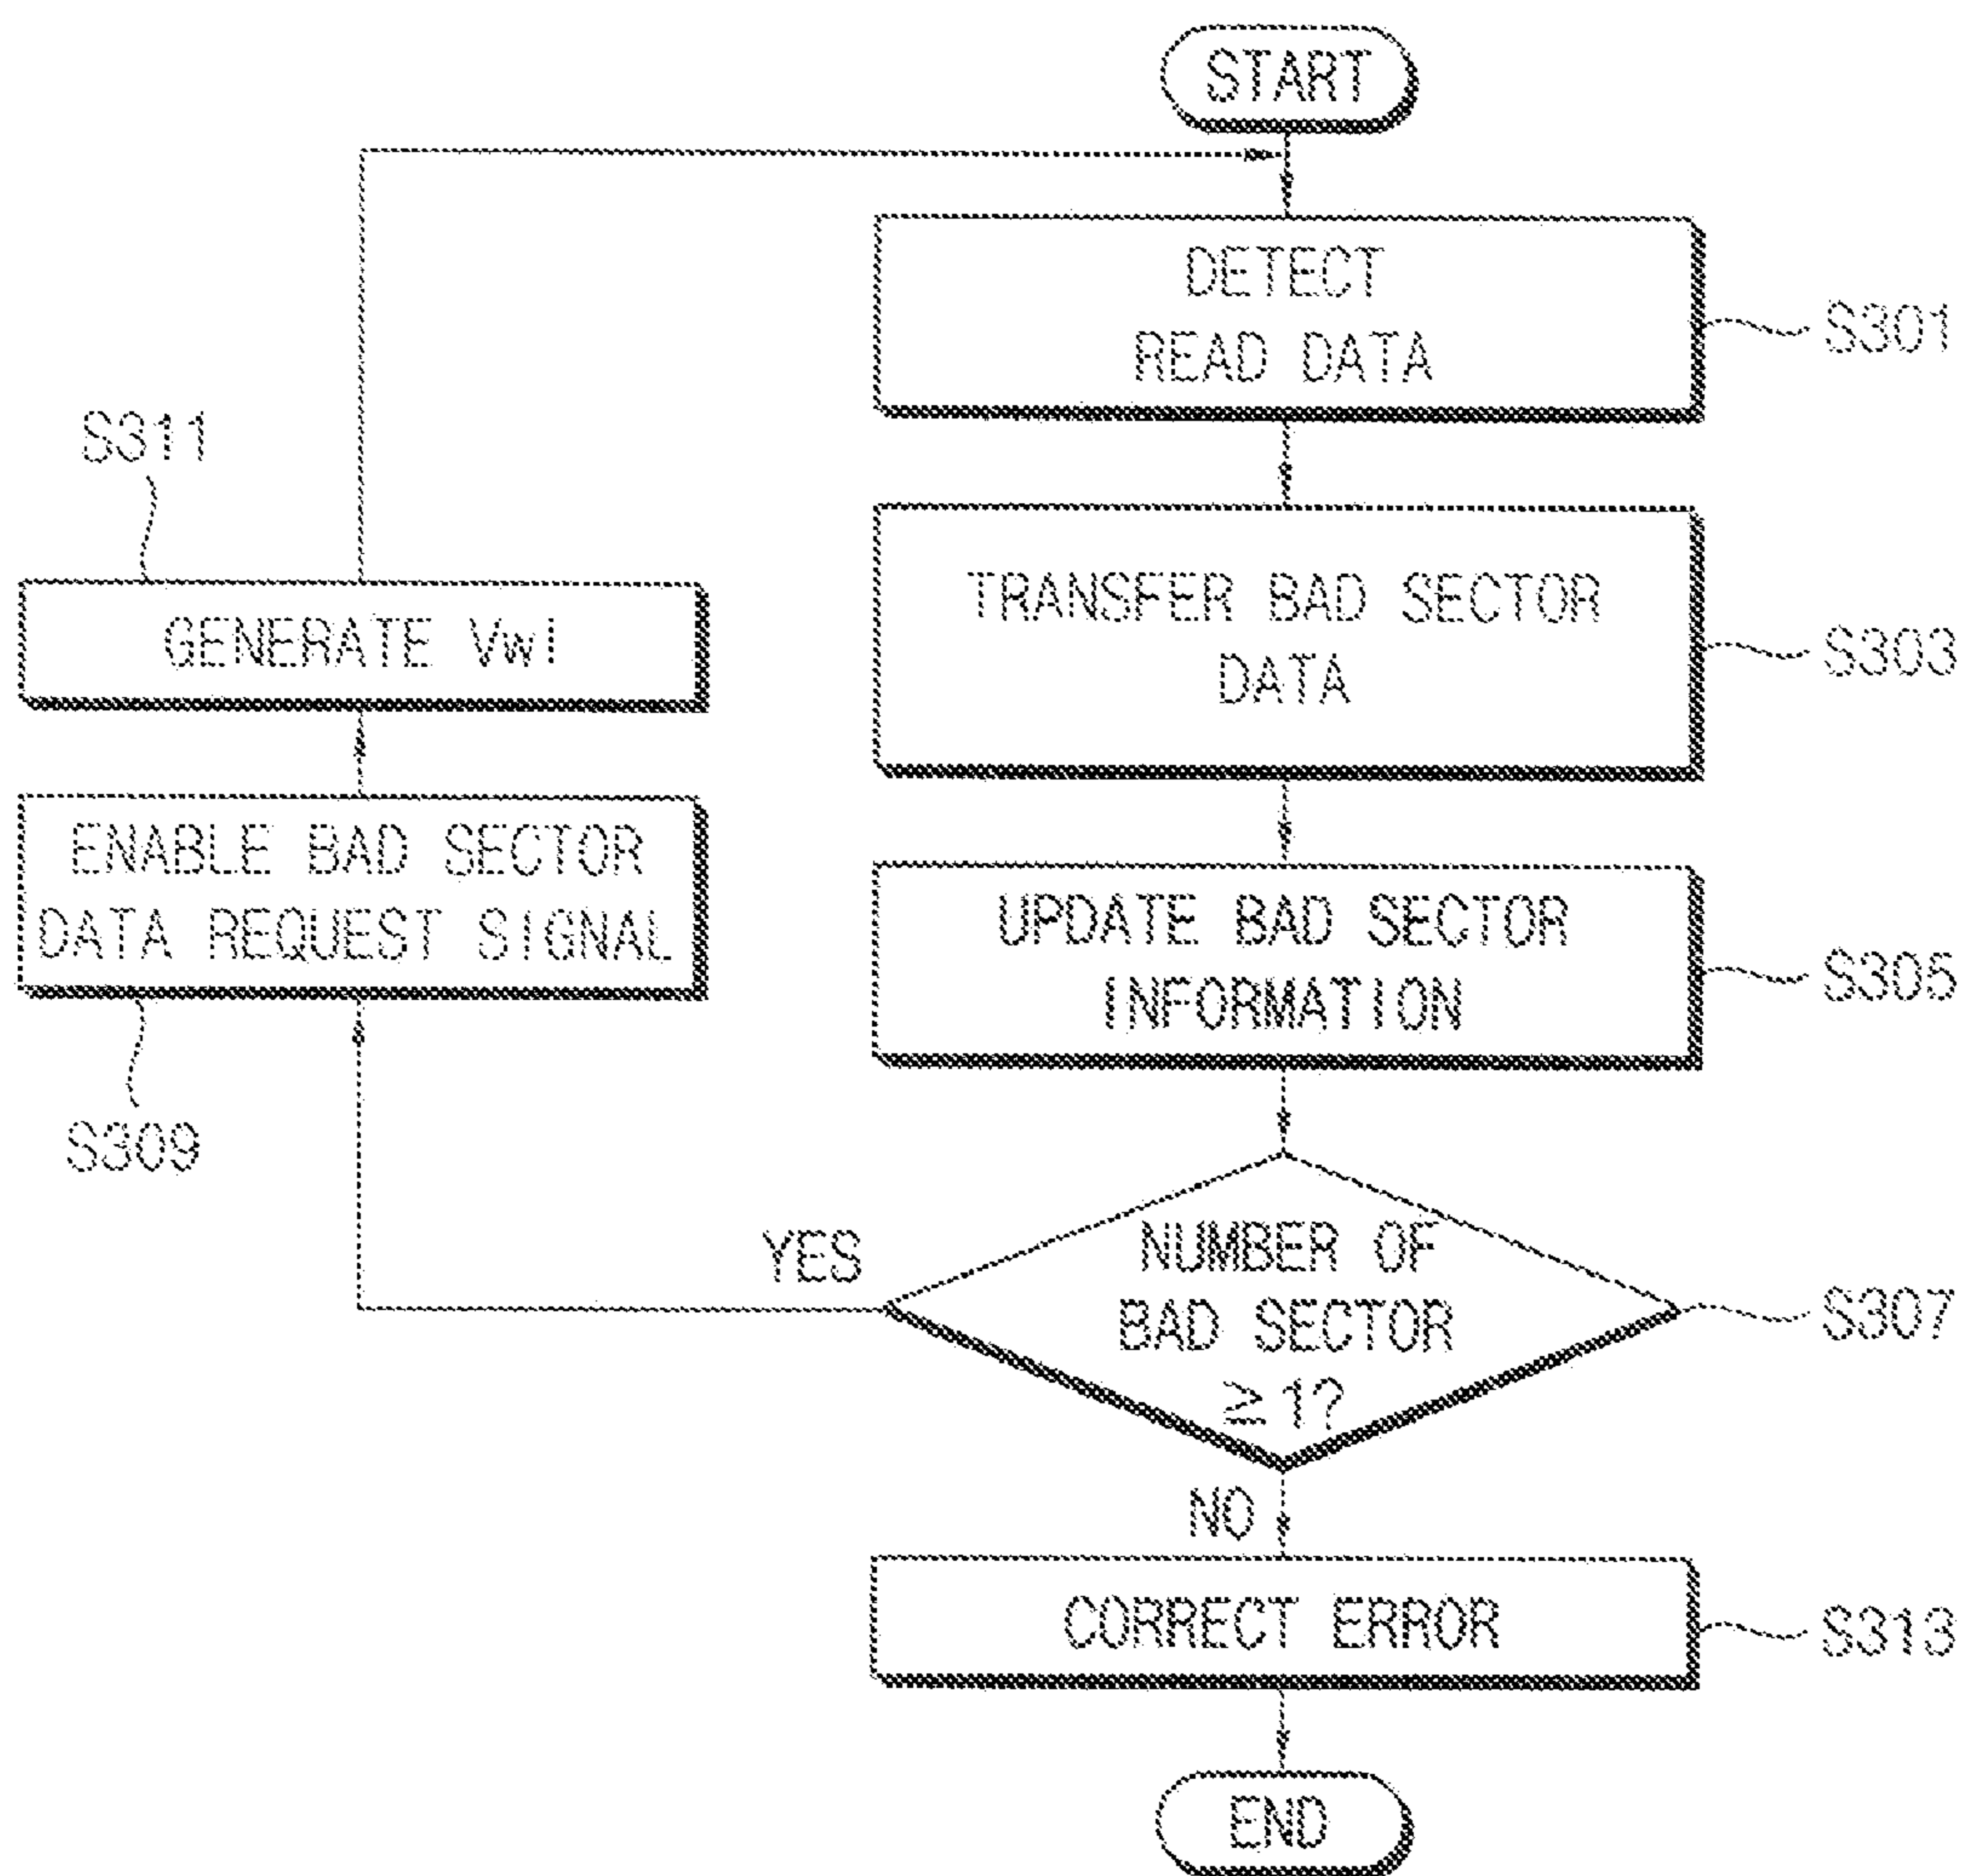 START
DETECT
READ DATA
S301
S311
TRANSFER BAD SECTOR
DATA
S303
GENERATE Vwl
ENABLE BAD SECTOR
DATA REQUEST SIGNAL
UPDATE BAD SECTOR
INFORMATION
S305
S309
YES
NUMBER OF
BAD SECTOR
≧1?
S307
NO
CORRECT ERROR
S313
END